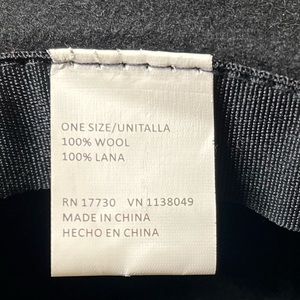 ONE SIZE/UNITALLA
100% WOOL
100% LANA
RN 17730 VN 1138049
MADE IN CHINA
HECHO EN CHINA